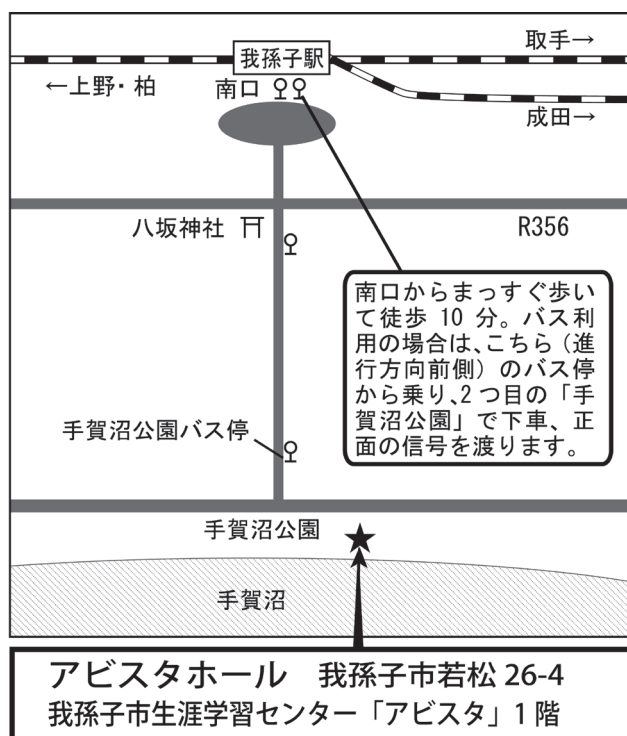 我孫子駅
取手→
←上野・柏
南口
成田→
八坂神社
R356
南口からまっすぐ歩い
て徒歩 10 分。バス利
用の場合は、こちら（進
行方向前側）のバス停
から乗り、2 つ目の「手
賀沼公園」で下車、正
面の信号を渡ります。
手賀沼公園バス停
手賀沼公園
手賀沼
アビスタホール　我孫子市若松 26-4
我孫子市生涯学習センター「アビスタ」1 階